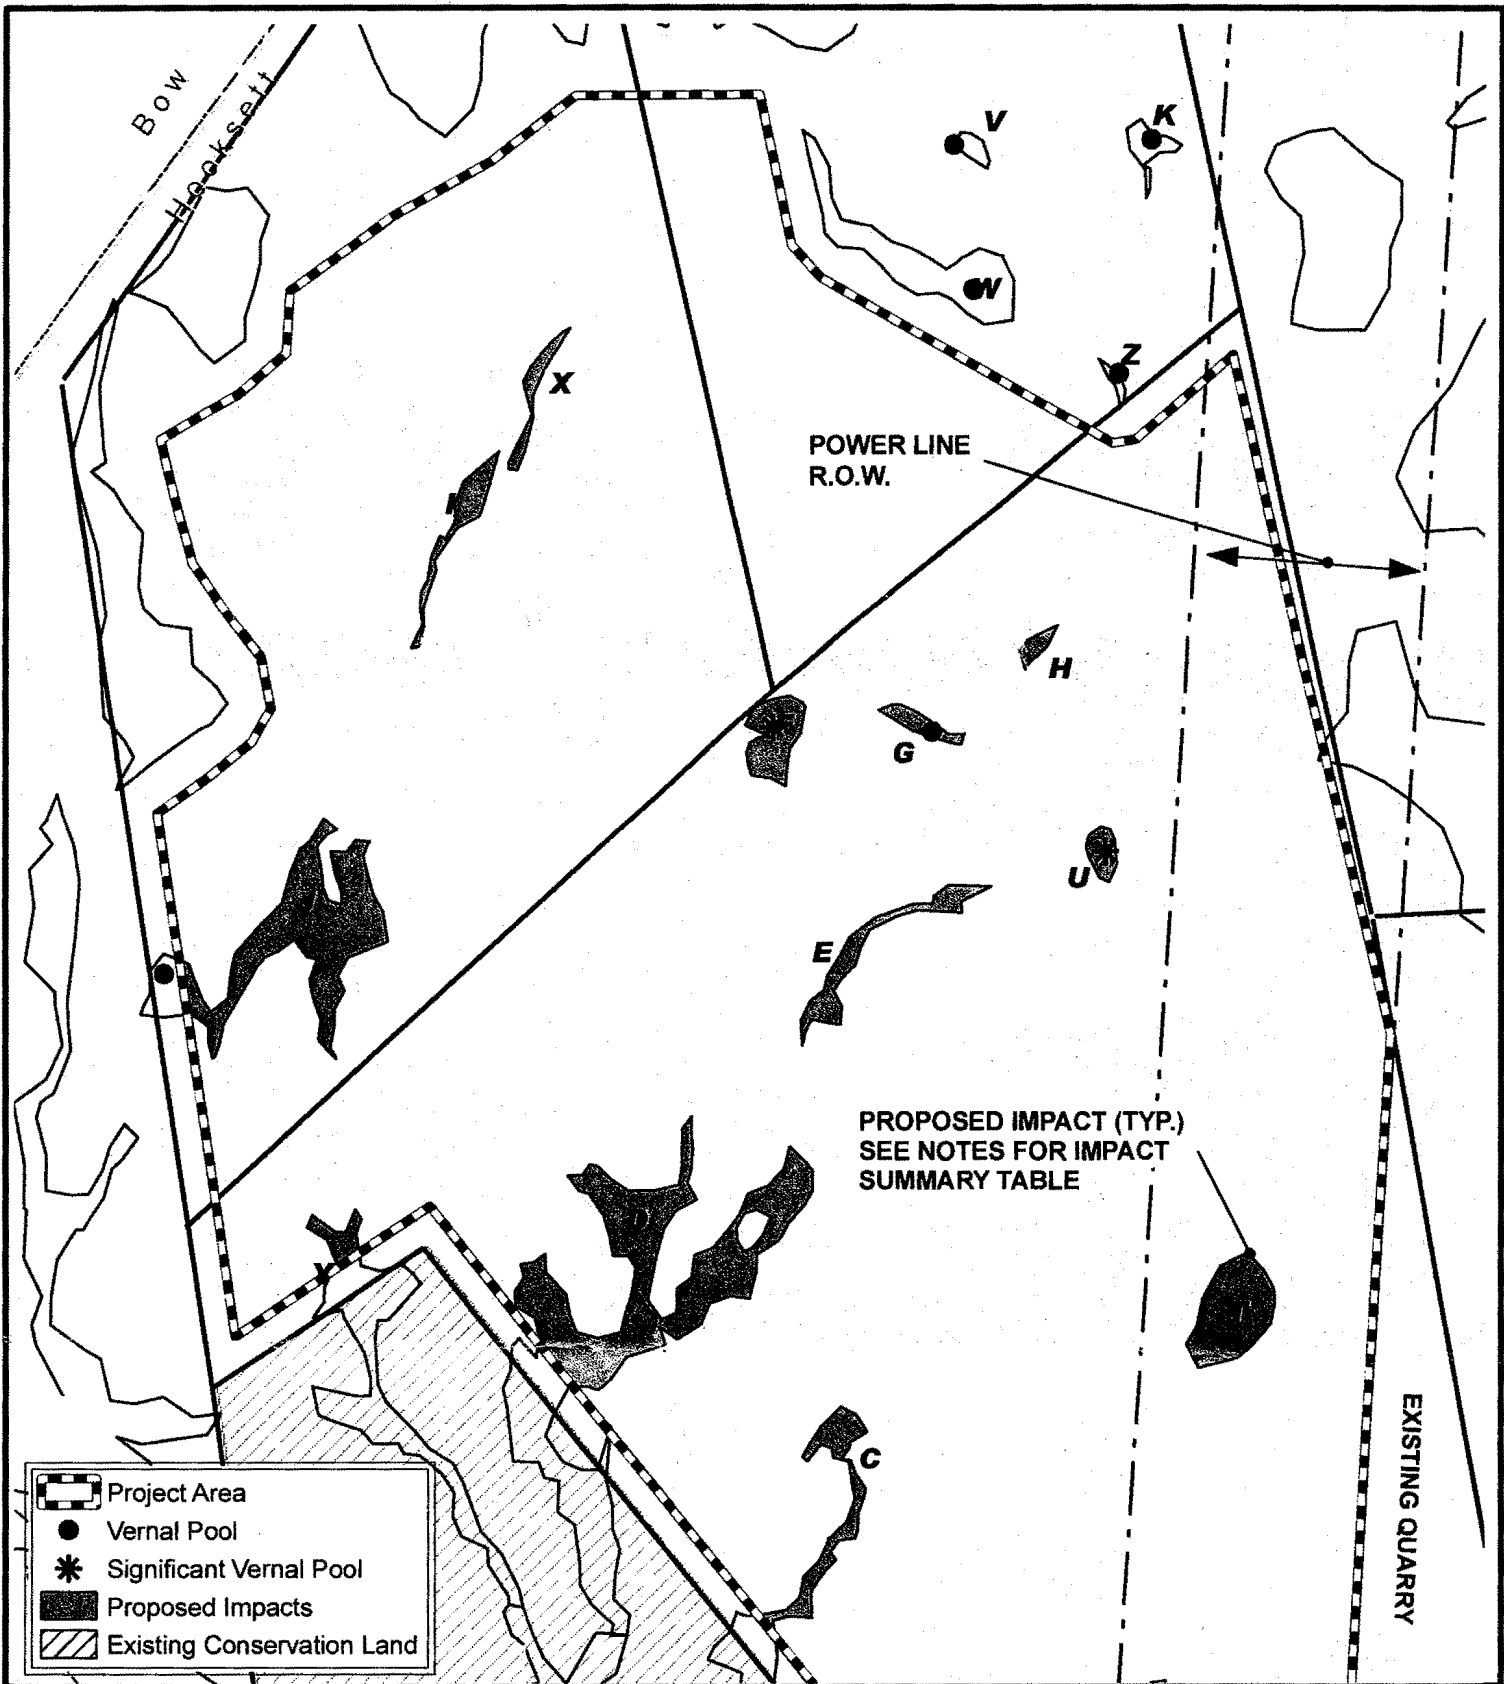 Bow
Hooksett
V
K
W
Z
X
POWER LINE
R.O.W.
I
H
G
U
E
PROPOSED IMPACT (TYP.)
SEE NOTES FOR IMPACT
SUMMARY TABLE
D
Y
C
EXISTING QUARRY
Project Area
Vernal Pool
Significant Vernal Pool
Proposed Impacts
Existing Conservation Land